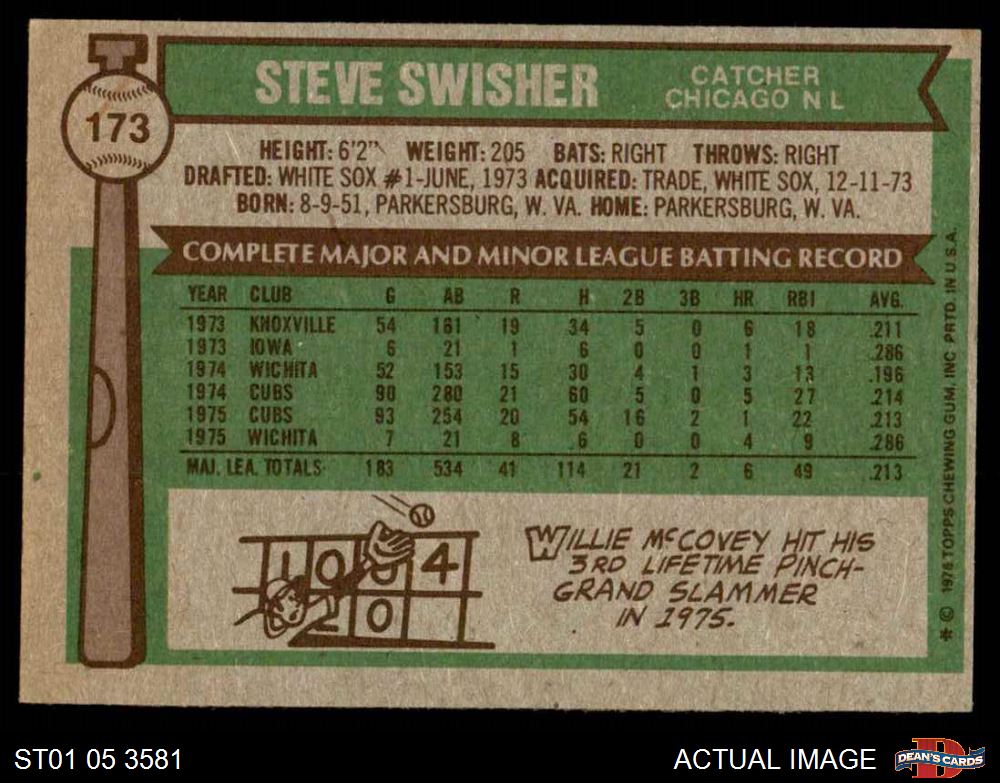 173
STEVE SWISHER
CATCHER
CHICAGO N L
HEIGHT: 6'2" WEIGHT: 205 BATS: RIGHT THROWS: RIGHT
DRAFTED: WHITE SOX #1-JUNE, 1973 ACQUIRED: TRADE, WHITE SOX, 12-11-73
BORN: 8-9-51, PARKERSBURG, W. VA. HOME: PARKERSBURG, W. VA.
COMPLETE MAJOR AND MINOR LEAGUE BATTING RECORD
YEAR CLUB G AB R H 2B 3B HR RBI AVG.
1973 KNOXVILLE 54 161 19 34 5 0 6 18 .211
1973 IOWA 6 21 1 6 0 0 1 1 .286
1974 WICHITA 52 153 15 30 4 1 3 13 .196
1974 CUBS 90 280 21 60 5 0 5 27 .214
1975 CUBS 93 254 20 54 16 2 1 22 .213
1975 WICHITA 7 21 8 6 0 0 4 9 .286
MAJ. LEA. TOTALS 183 534 41 114 21 2 6 49 .213
1 0 0 4
2 0
WILLIE McCOVEY HIT HIS
3RD LIFETIME PINCH-
GRAND SLAMMER
IN 1975.
* © 1976 TOPPS CHEWING GUM, INC PRTD. IN U.S.A.
ST01 05 3581
ACTUAL IMAGE
D
DEAN'S CARDS